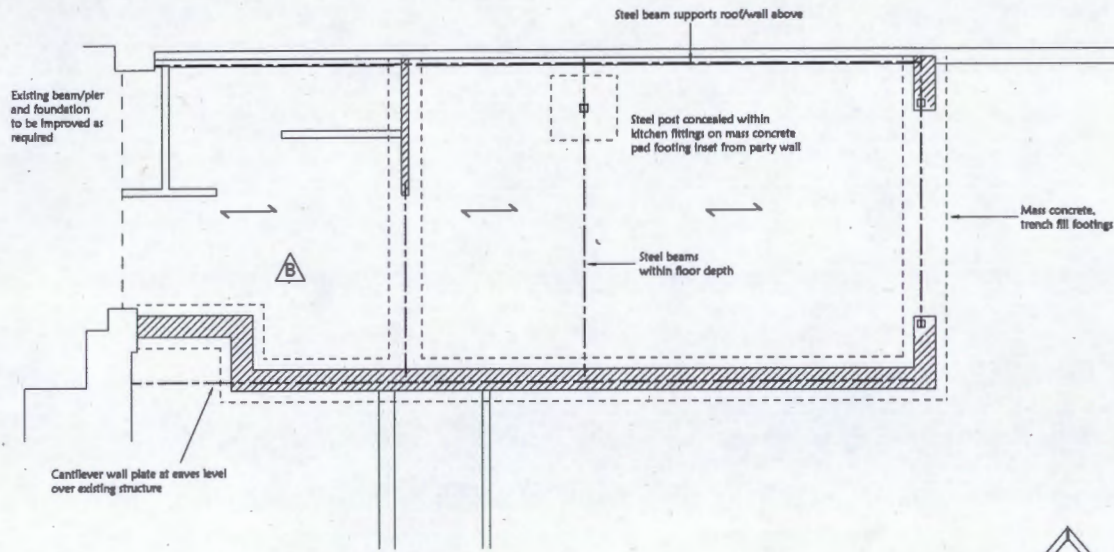 Steel beam supports roof/wall above
Existing beam/pier
and foundation
to be improved as
required
Steel post concealed within
kitchen fittings on mass concrete
pad footing inset from party wall
Mass concrete,
trench fill footings
Steel beams
within floor depth
B
Cantilever wall plate at eaves level
over existing structure